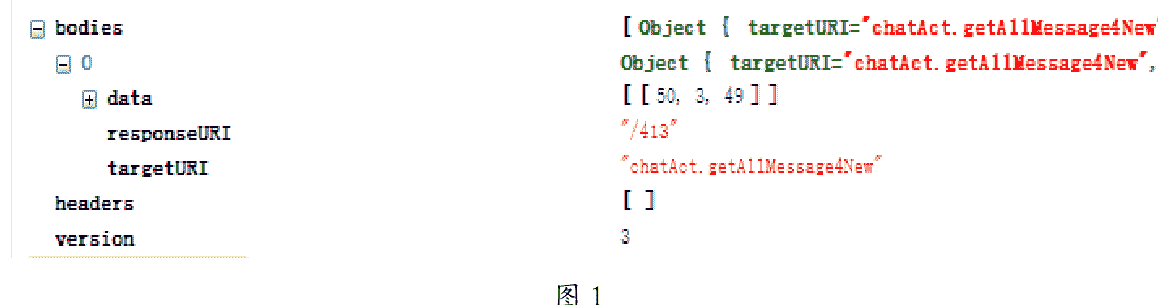 bodies [ Object { targetURI="chatAct.getAllMessage4New"
0 Object { targetURI="chatAct.getAllMessage4New",
data [ [ 50, 3, 49 ] ]
responseURI "/413"
targetURI "chatAct.getAllMessage4New"
headers [ ]
version 3
图 1